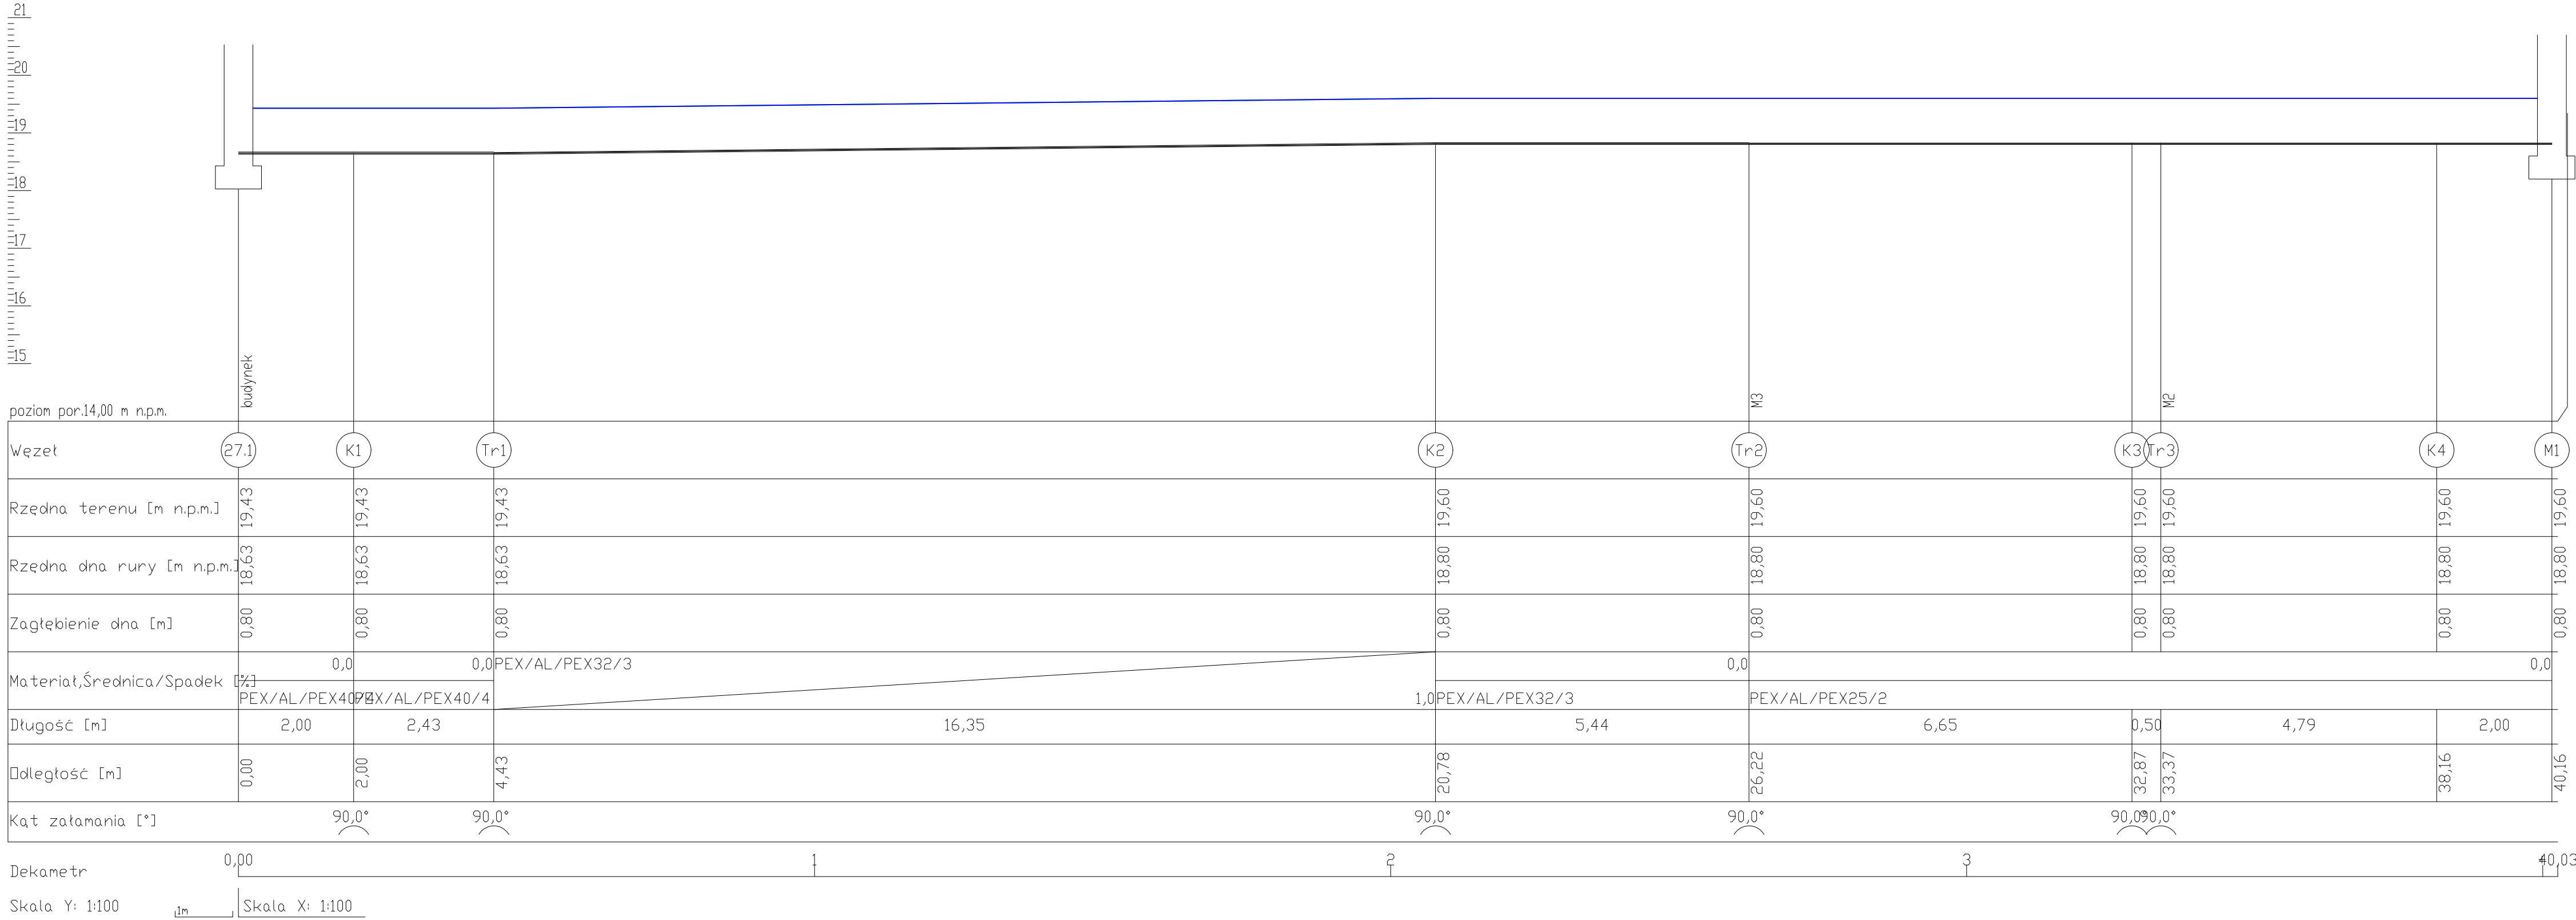 21
20
19
18
17
16
15
budynek
M3
M2
poziom por.14,00 m n.p.m.
Węzeł 27.1 K1 Tr1 K2 Tr2 K3 Tr3 K4 M1
Rzędna terenu [m n.p.m.] 19,43 19,43 19,43 19,60 19,60 19,60 19,60 19,60 19,60
Rzędna dna rury [m n.p.m.] 18,63 18,63 18,63 18,80 18,80 18,80 18,80 18,80 18,80
Zagłębienie dna [m] 0,80 0,80 0,80 0,80 0,80 0,80 0,80 0,80 0,80
0,0 0,0 PEX/AL/PEX32/3 0,0 0,0
Materiał,Średnica/Spadek [%]
PEX/AL/PEX40/4 PEX/AL/PEX40/4 1,0 PEX/AL/PEX32/3 PEX/AL/PEX25/2
Długość [m] 2,00 2,43 16,35 5,44 6,65 0,50 4,79 2,00
Odległość [m] 0,00 2,00 4,43 20,78 26,22 32,87 33,37 38,16 40,16
Kąt załamania [°] 90,0° 90,0° 90,0° 90,0° 90,0° 90,0°
0,00 1 2 3 40,03
Dekametr
Skala Y: 1:100 1m Skala X: 1:100